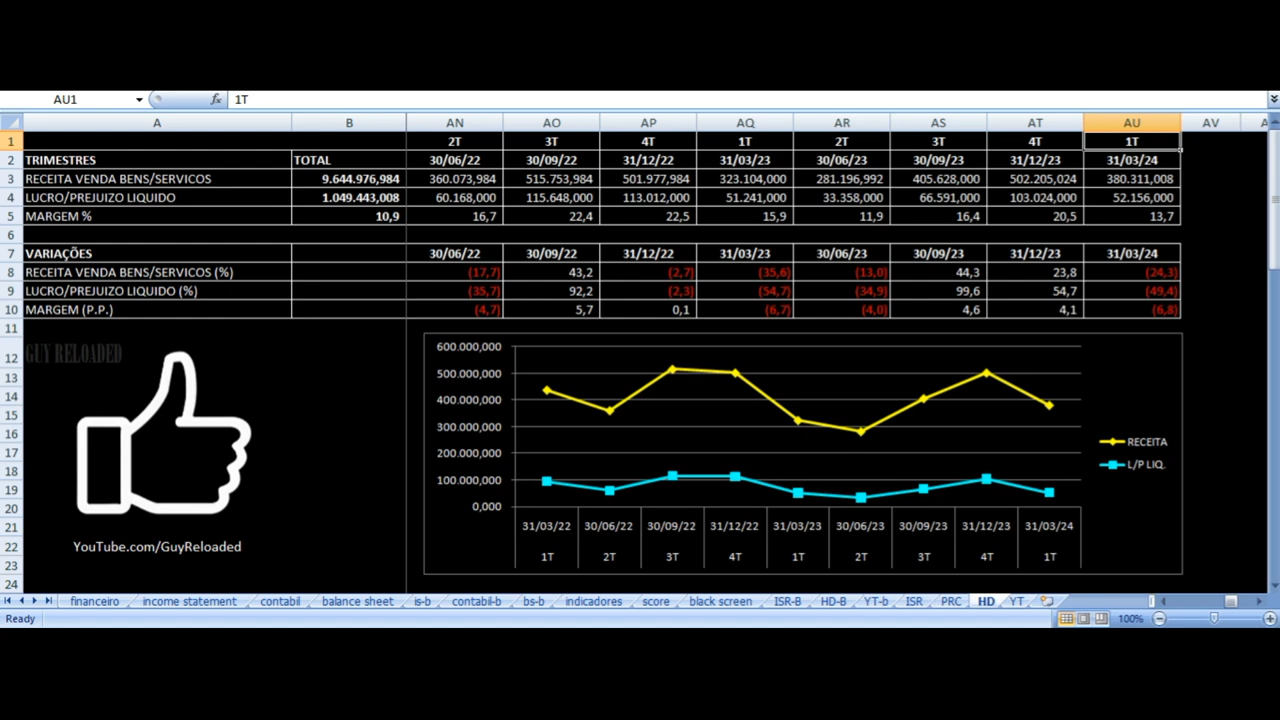 AU1 fx 1T
A B AN AO AP AQ AR AS AT AU AV A
1 2T 3T 4T 1T 2T 3T 4T 1T
2 TRIMESTRES TOTAL 30/06/22 30/09/22 31/12/22 31/03/23 30/06/23 30/09/23 31/12/23 31/03/24
3 RECEITA VENDA BENS/SERVICOS 9.644.976,984 360.073,984 515.753,984 501.977,984 323.104,000 281.196,992 405.628,000 502.205,024 380.311,008
4 LUCRO/PREJUIZO LIQUIDO 1.049.443,008 60.168,000 115.648,000 113.012,000 51.241,000 33.358,000 66.591,000 103.024,000 52.156,000
5 MARGEM % 10,9 16,7 22,4 22,5 15,9 11,9 16,4 20,5 13,7
6
7 VARIAÇÕES 30/06/22 30/09/22 31/12/22 31/03/23 30/06/23 30/09/23 31/12/23 31/03/24
8 RECEITA VENDA BENS/SERVICOS (%) (17,7) 43,2 (2,7) (35,6) (13,0) 44,3 23,8 (24,3)
9 LUCRO/PREJUIZO LIQUIDO (%) (35,7) 92,2 (2,3) (54,7) (34,9) 99,6 54,7 (49,4)
10 MARGEM (P.P.) (4,7) 5,7 0,1 (6,7) (4,0) 4,6 4,1 (6,8)
11
12 GUY RELOADED
13
14
15
16
17
18
19
20
21
22
23
24
YouTube.com/GuyReloaded
600.000,000
500.000,000
400.000,000
300.000,000
200.000,000
100.000,000
0,000
31/03/22 30/06/22 30/09/22 31/12/22 31/03/23 30/06/23 30/09/23 31/12/23 31/03/24
1T 2T 3T 4T 1T 2T 3T 4T 1T
RECEITA
L/P LIQ.
financeiro income statement contabil balance sheet is-b contabil-b bs-b indicadores score black screen ISR-B HD-B YT-b ISR PRC HD YT
Ready 100%